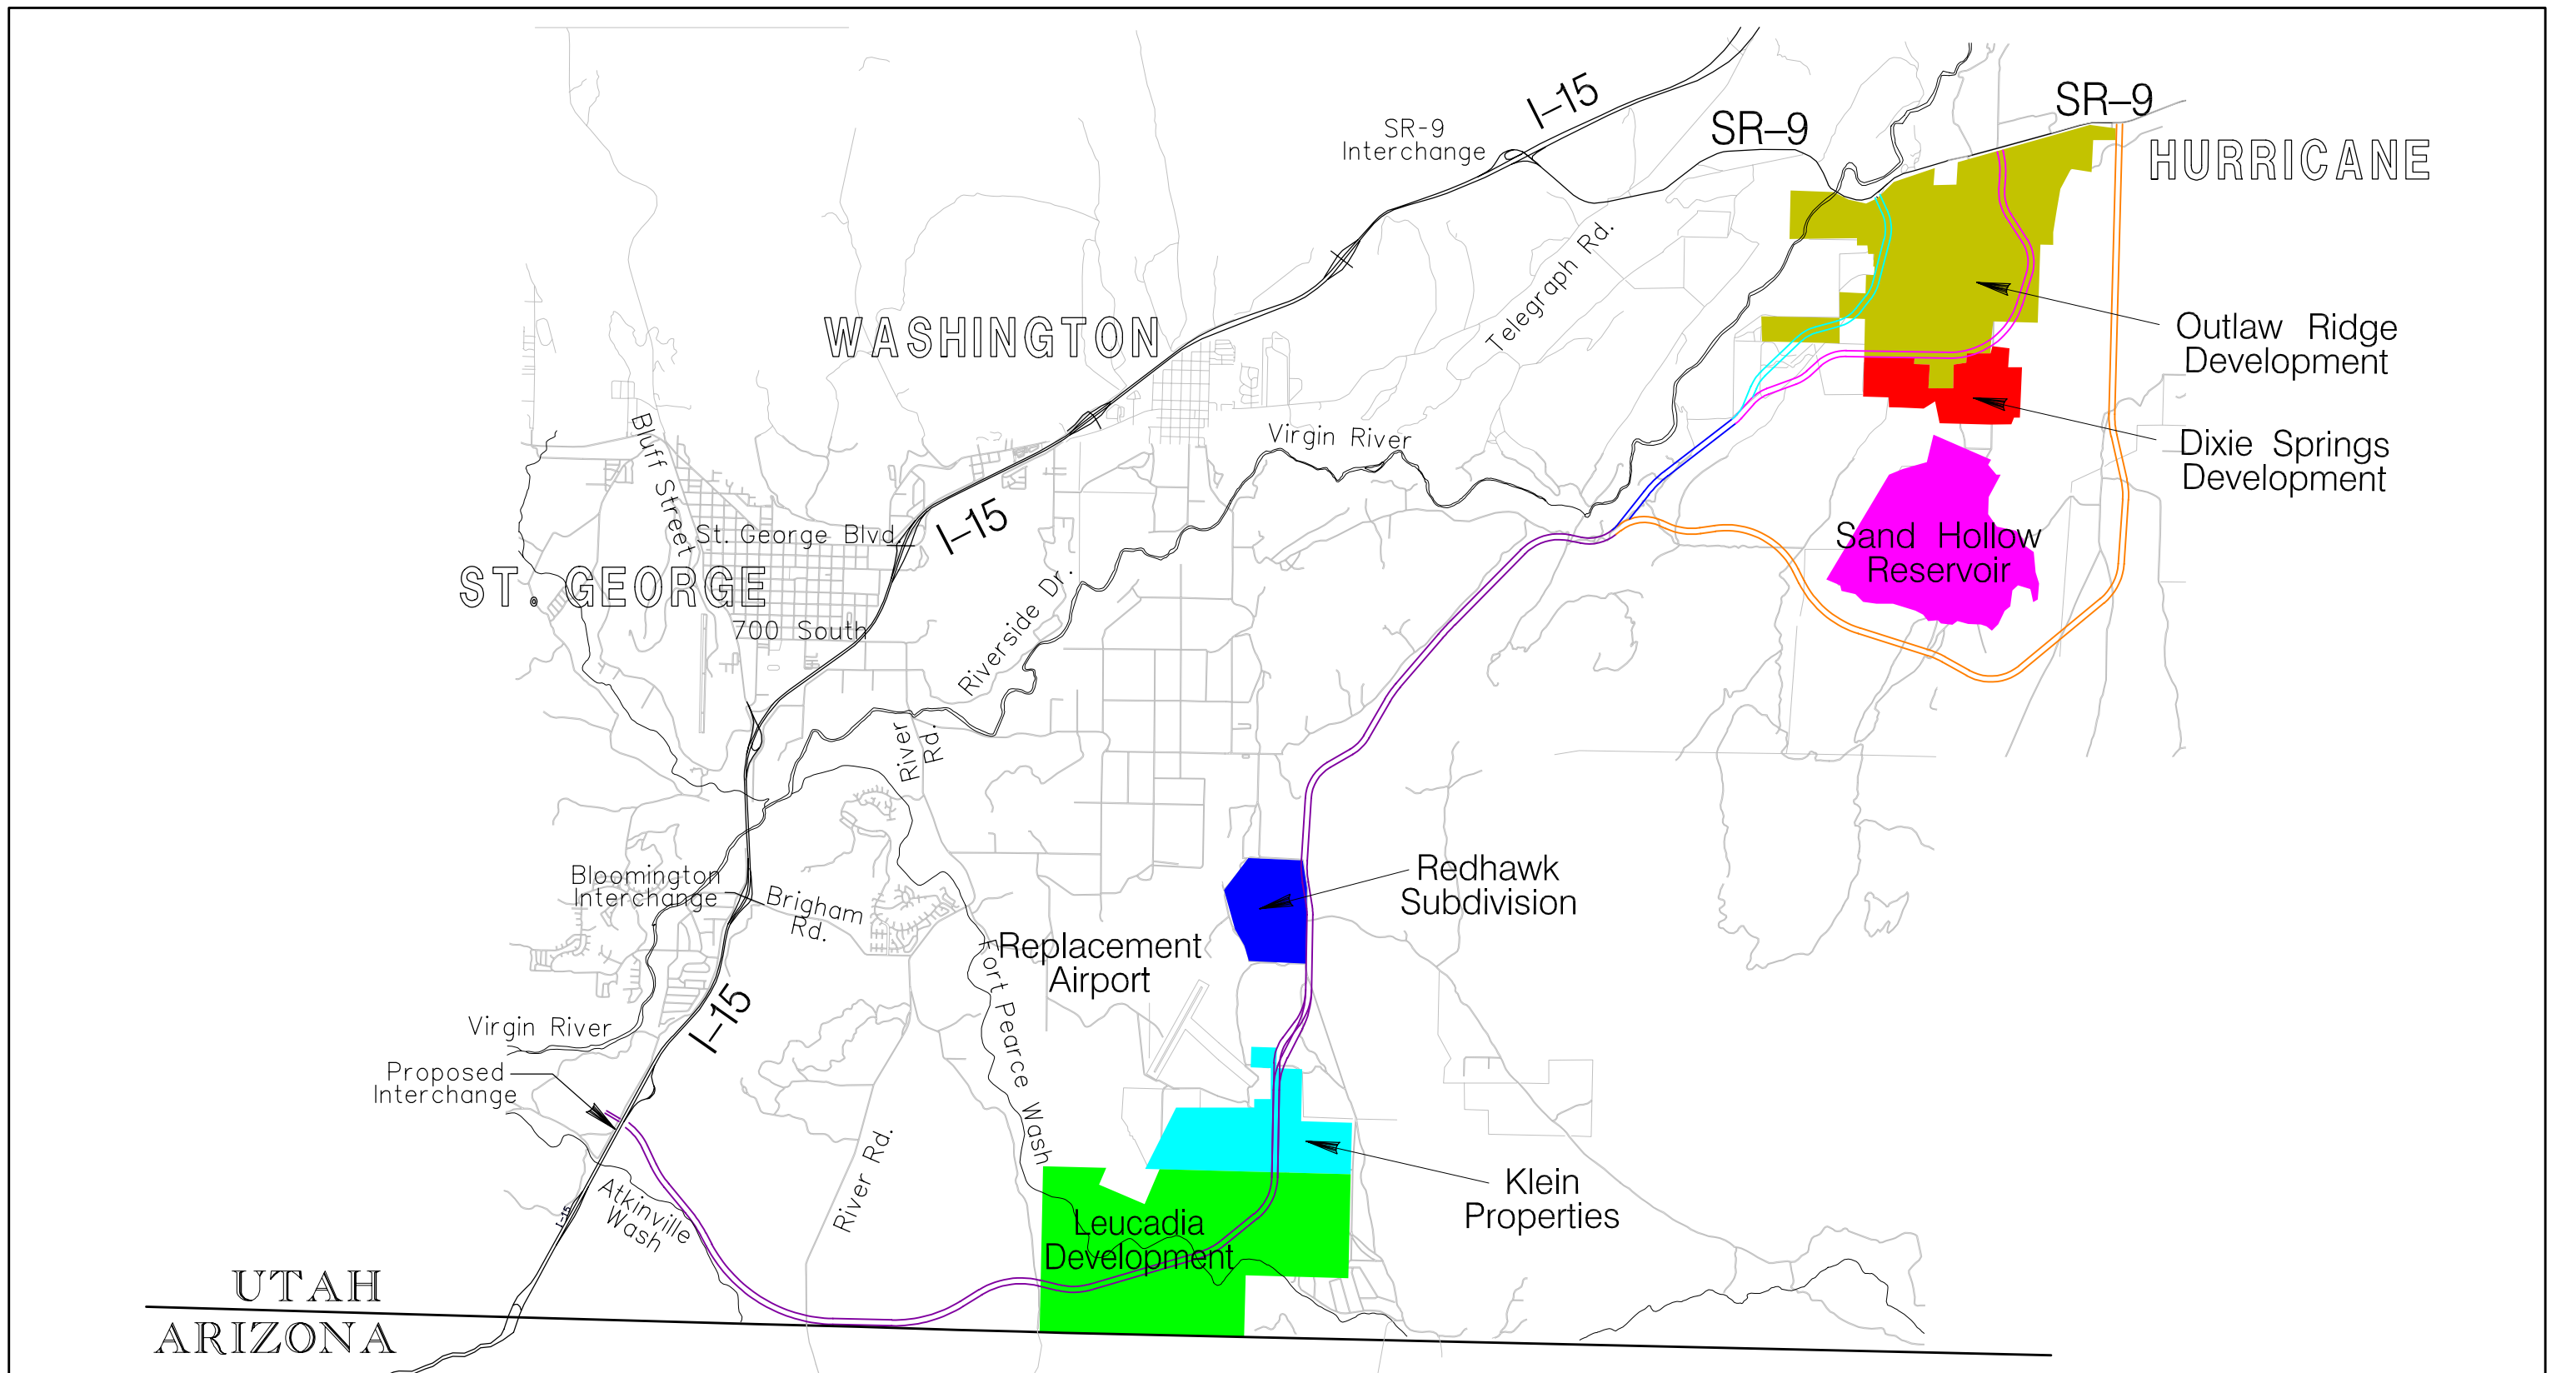 I-15
SR-9
SR-9
SR-9
Interchange
HURRICANE
Telegraph Rd.
WASHINGTON
Outlaw Ridge
Development
Virgin River
Dixie Springs
Development
Bluff Street
St. George Blvd.
I-15
Sand Hollow
Reservoir
ST. GEORGE
Riverside Dr.
700 South
River
Rd.
Bloomington
Interchange
Brigham
Rd.
Redhawk
Subdivision
Replacement
Airport
Fort Pearce Wash
I-15
Virgin River
Proposed
Interchange
River Rd.
Klein
Properties
Atkinville
Wash
I-15
Leucadia
Development
UTAH
ARIZONA